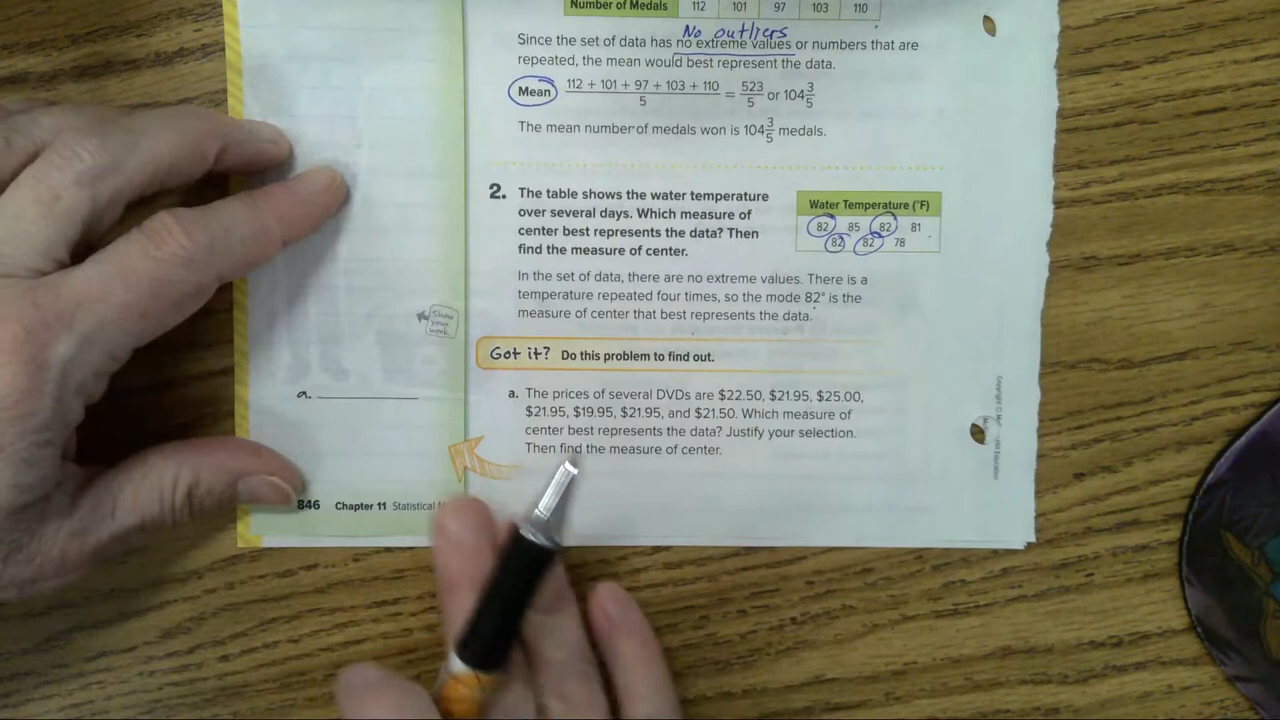 Number of Medals 112 101 97 103 110
No outliers
Since the set of data has no extreme values or numbers that are
repeated, the mean would best represent the data.
Mean 112 + 101 + 97 + 103 + 110 / 5 = 523/5 or 104 3/5
The mean number of medals won is 104 3/5 medals.
2. The table shows the water temperature
over several days. Which measure of
center best represents the data? Then
find the measure of center.
Water Temperature (°F)
82 85 82 81
82 82 78
In the set of data, there are no extreme values. There is a
temperature repeated four times, so the mode 82° is the
measure of center that best represents the data.
Show
your
work
Got it? Do this problem to find out.
a.
a. The prices of several DVDs are $22.50, $21.95, $25.00,
$21.95, $19.95, $21.95, and $21.50. Which measure of
center best represents the data? Justify your selection.
Then find the measure of center.
846 Chapter 11 Statistical
Copyright ©
Education